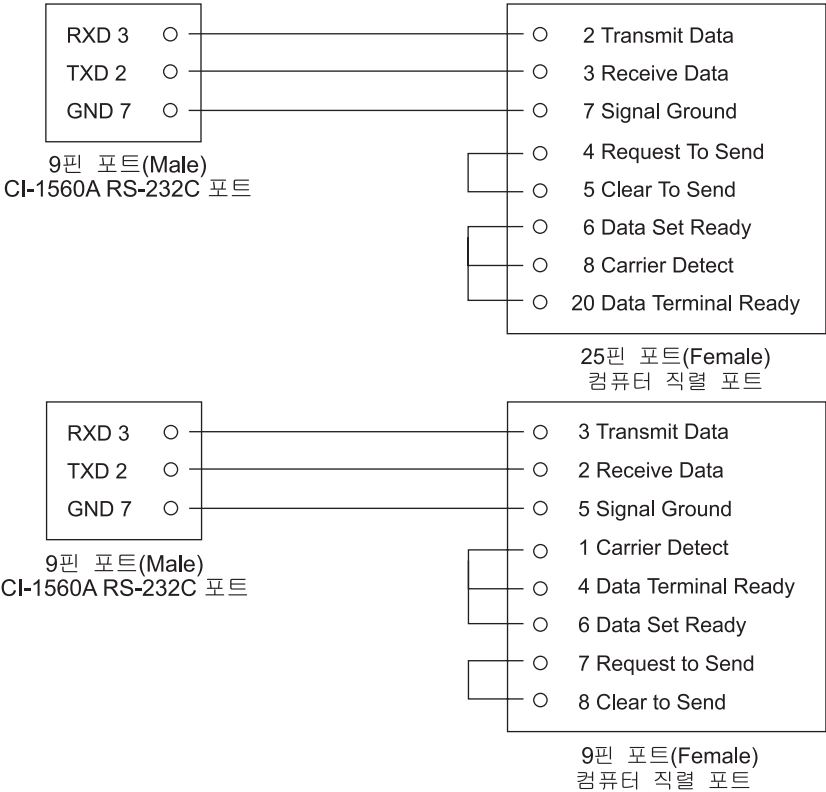 RXD 3
TXD 2
GND 7
9핀 포트(Male)
CI-1560A RS-232C 포트
2 Transmit Data
3 Receive Data
7 Signal Ground
4 Request To Send
5 Clear To Send
6 Data Set Ready
8 Carrier Detect
20 Data Terminal Ready
25핀 포트(Female)
컴퓨터 직렬 포트
RXD 3
TXD 2
GND 7
9핀 포트(Male)
CI-1560A RS-232C 포트
3 Transmit Data
2 Receive Data
5 Signal Ground
1 Carrier Detect
4 Data Terminal Ready
6 Data Set Ready
7 Request to Send
8 Clear to Send
9핀 포트(Female)
컴퓨터 직렬 포트